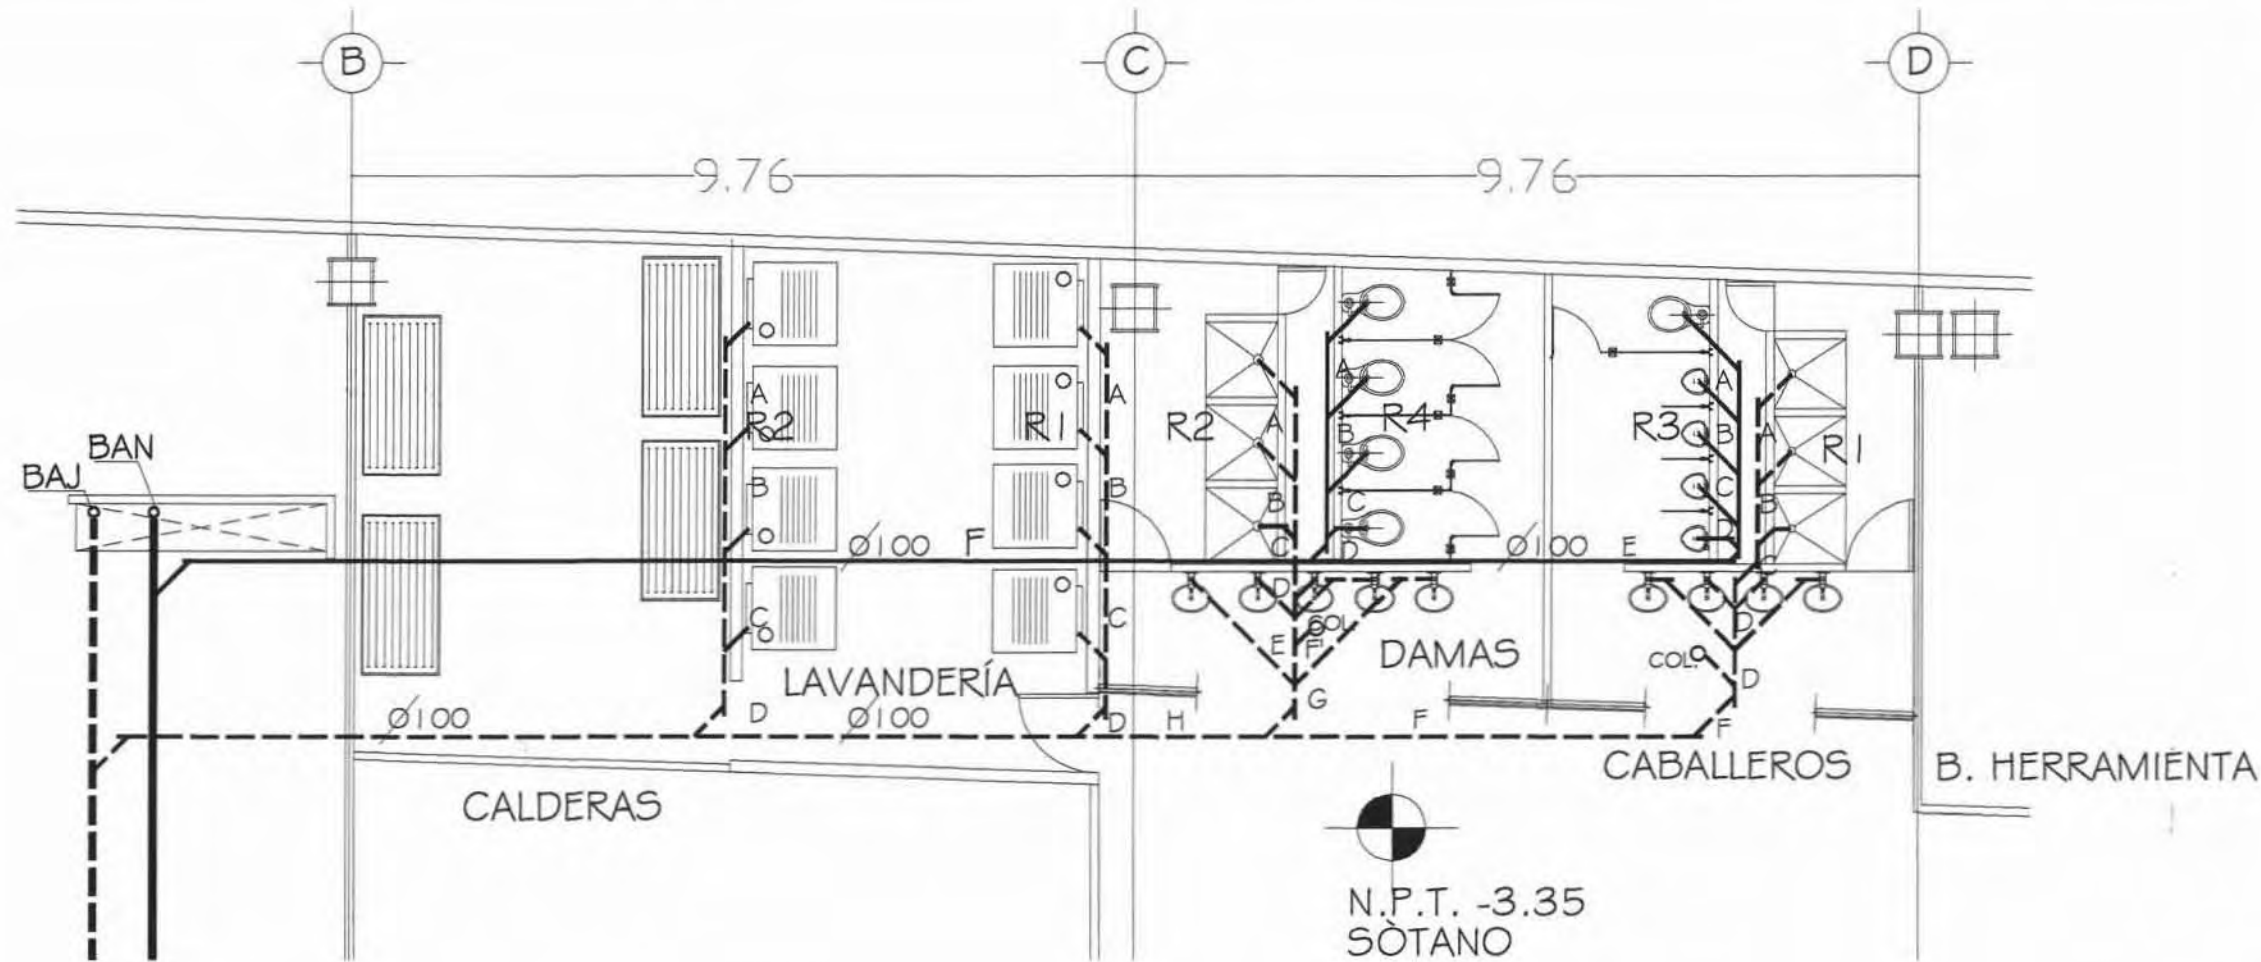 B
C
D
9.76
9.76
A
R2
R1
A
R2
A
A
B
R4
R3
A
B
A
R1
BAN
BAJ
B
B
B
C
C
B
D
Ø100
F
C
D
Ø100
E
C
C
C
D
D
E
COL.
F
DAMAS
COL.
D
LAVANDERÍA
D
Ø100
Ø100
D
H
G
F
F
CABALLEROS
B. HERRAMIENTA
CALDERAS
N.P.T. -3.35
SÒTANO